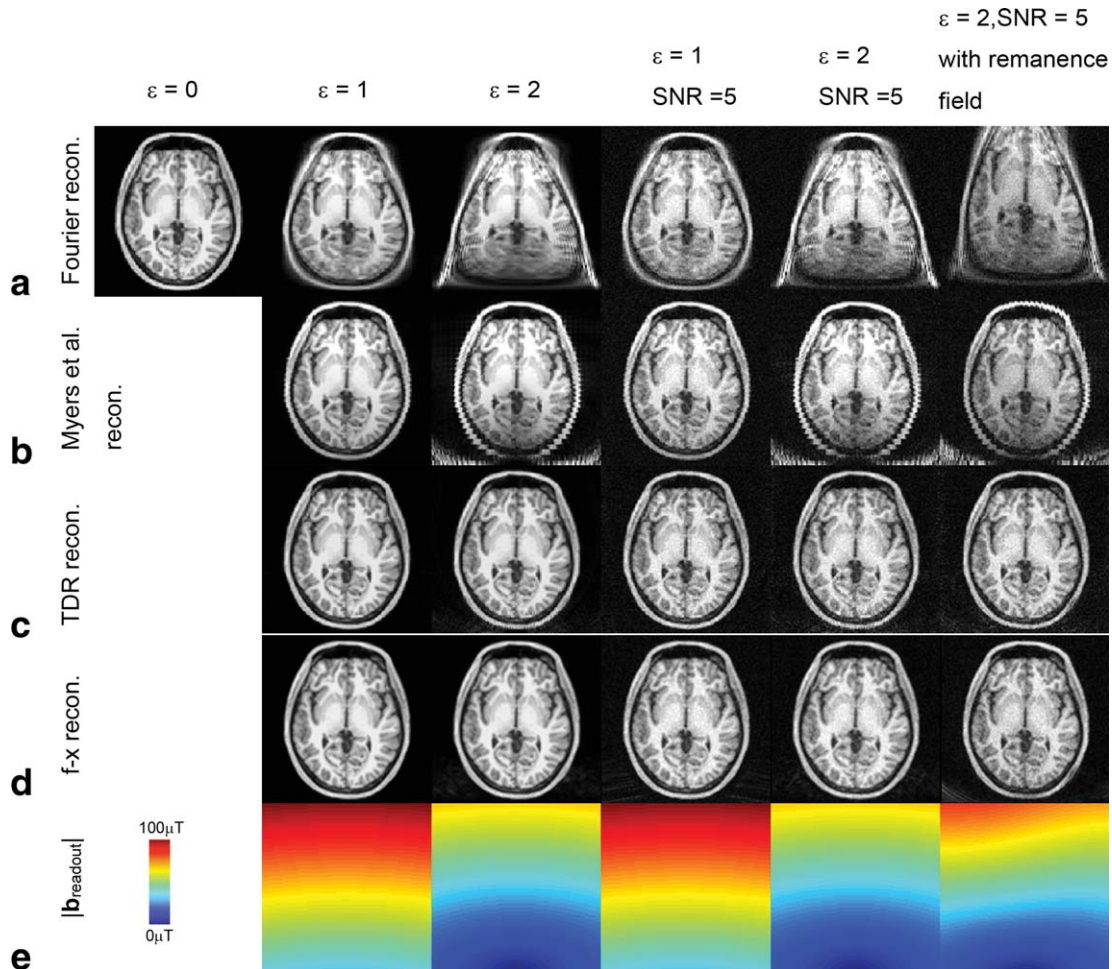 ε = 2,SNR = 5
with remanence
field
ε = 1
SNR =5
ε = 2
SNR =5
ε = 0
ε = 1
ε = 2
a
Fourier recon.
b
Myers et al.
recon.
c
TDR recon.
d
f-x recon.
e
|b readout|
100μT
0μT